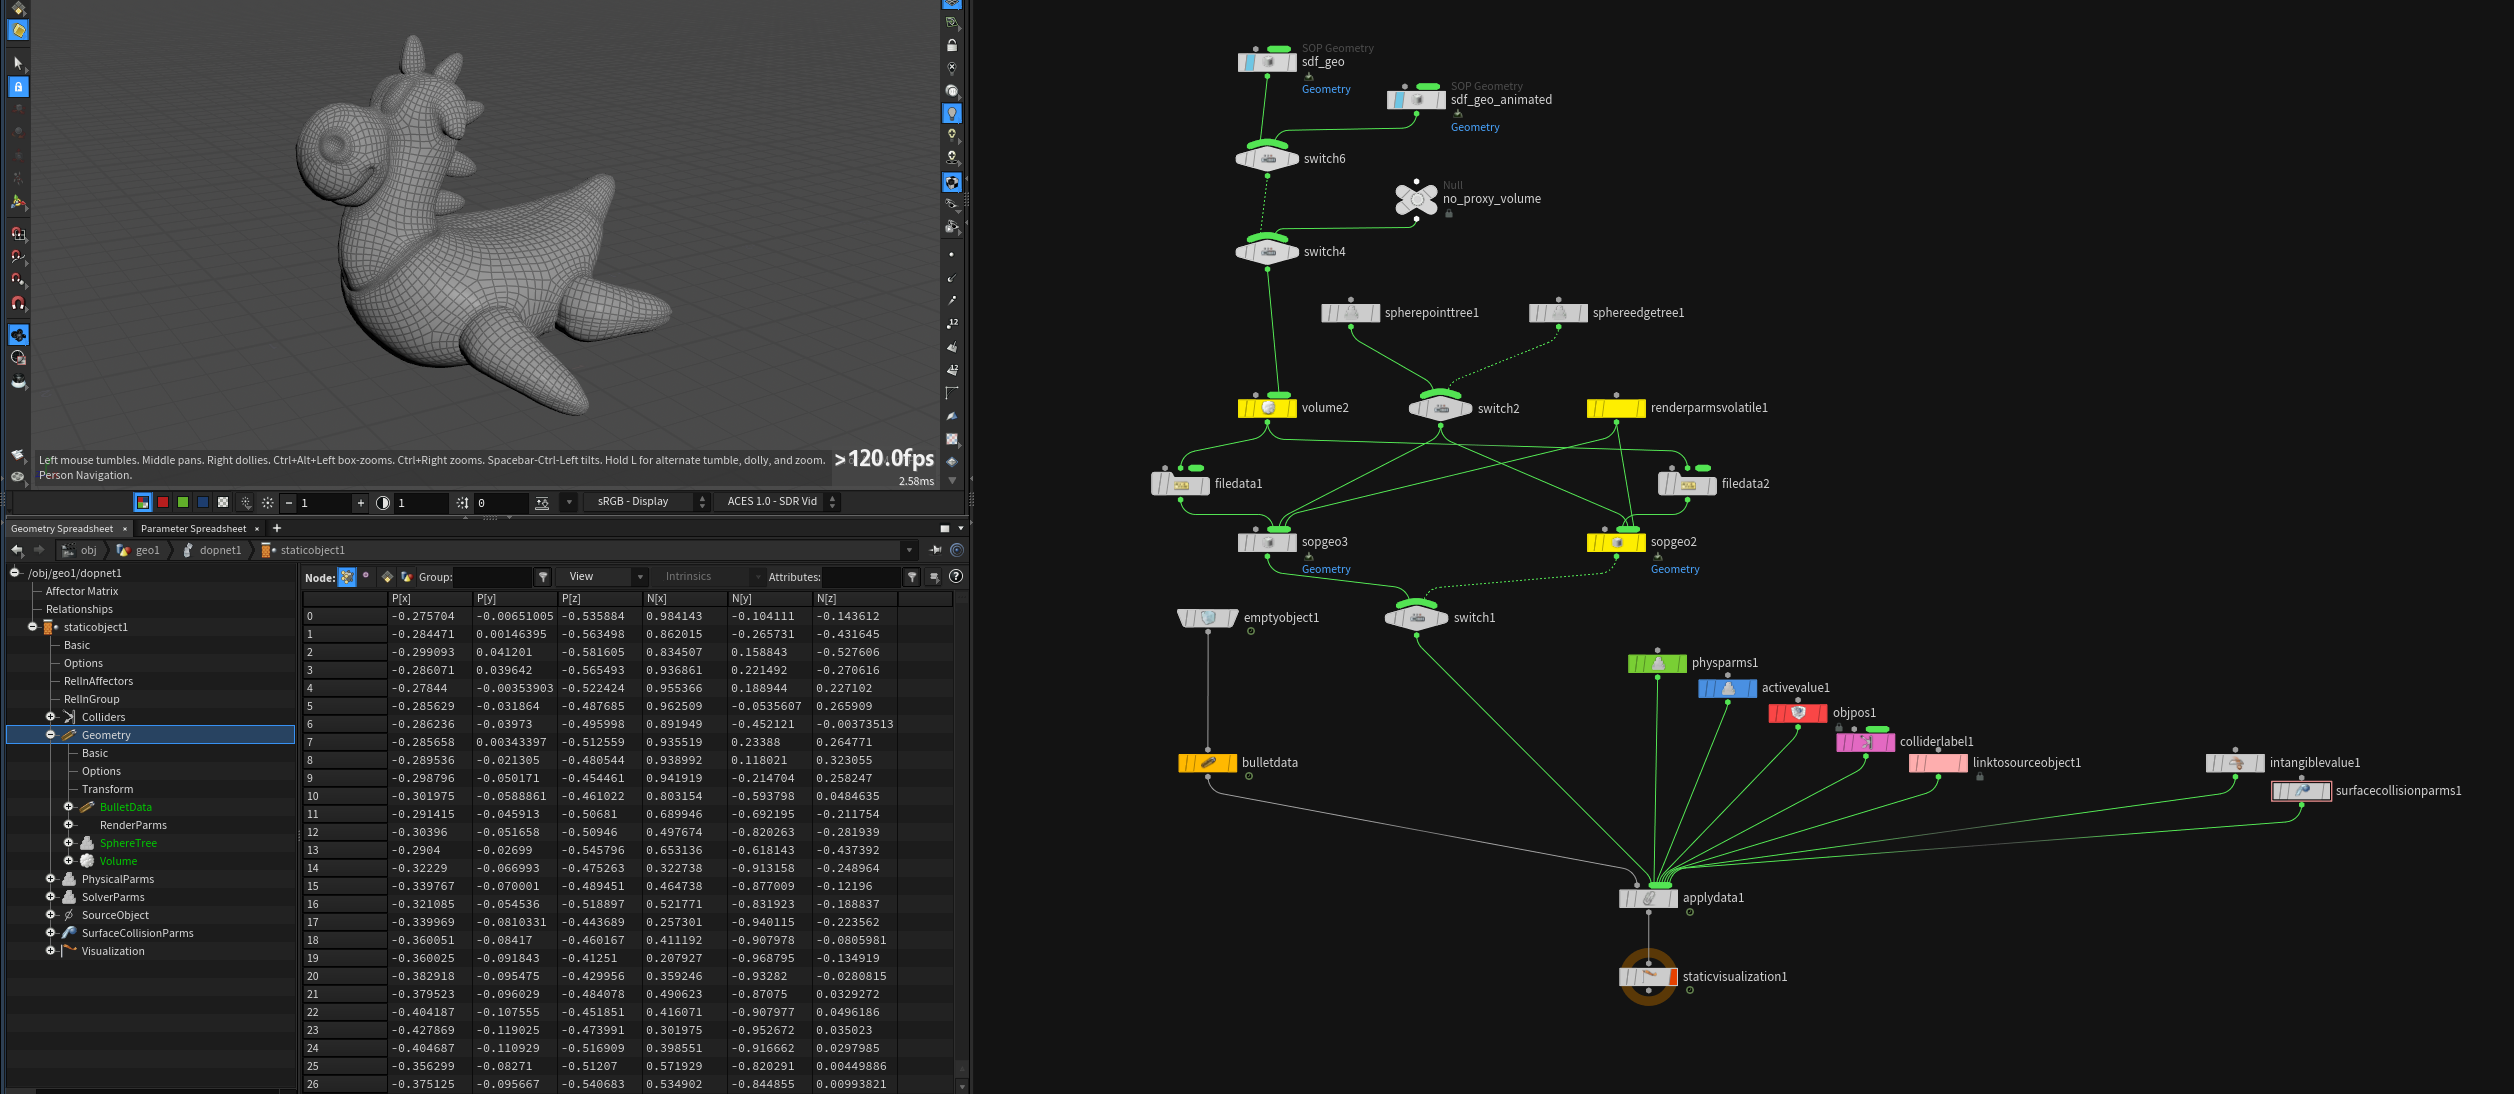 Left mouse tumbles. Middle pans. Right dollies. Ctrl+Alt+Left box-zooms. Ctrl+Right zooms. Spacebar-Ctrl-Left tilts. Hold L for alternate tumble, dolly, and zoom.
Person Navigation.
>120.0fps
2.58ms
12
12
1 1 0 sRGB - Display ACES 1.0 - SDR Vid
Geometry Spreadsheet × Parameter Spreadsheet × +
obj geo1 dopnet1 staticobject1
/obj/geo1/dopnet1
Affector Matrix
Relationships
staticobject1
Basic
Options
RelInAffectors
RelInGroup
Colliders
Geometry
Basic
Options
Transform
BulletData
RenderParms
SphereTree
Volume
PhysicalParms
SolverParms
SourceObject
SurfaceCollisionParms
Visualization
Node: Group: View Intrinsics Attributes:
P[x] P[y] P[z] N[x] N[y] N[z]
0 -0.275704 -0.00651005 -0.535884 0.984143 -0.104111 -0.143612
1 -0.284471 0.00146395 -0.563498 0.862015 -0.265731 -0.431645
2 -0.299093 0.041201 -0.581605 0.834507 0.158843 -0.527606
3 -0.286071 0.039642 -0.565493 0.936861 0.221492 -0.270616
4 -0.27844 -0.00353903 -0.522424 0.955366 0.188944 0.227102
5 -0.285629 -0.031864 -0.487685 0.962509 -0.0535607 0.265909
6 -0.286236 -0.03973 -0.495998 0.891949 -0.452121 -0.00373513
7 -0.285658 0.00343397 -0.512559 0.935519 0.23388 0.264771
8 -0.289536 -0.021305 -0.480544 0.938992 0.118021 0.323055
9 -0.298796 -0.050171 -0.454461 0.941919 -0.214704 0.258247
10 -0.301975 -0.0588861 -0.461022 0.803154 -0.593798 0.0484635
11 -0.291415 -0.045913 -0.50681 0.689946 -0.692195 -0.211754
12 -0.30396 -0.051658 -0.50946 0.497674 -0.820263 -0.281939
13 -0.2904 -0.02699 -0.545796 0.653136 -0.618143 -0.437392
14 -0.32229 -0.066993 -0.475263 0.322738 -0.913158 -0.248964
15 -0.339767 -0.070001 -0.489451 0.464738 -0.877009 -0.12196
16 -0.321085 -0.054536 -0.518897 0.521771 -0.831923 -0.188837
17 -0.339969 -0.0810331 -0.443689 0.257301 -0.940115 -0.223562
18 -0.360051 -0.08417 -0.460167 0.411192 -0.907978 -0.0805981
19 -0.360025 -0.091843 -0.41251 0.207927 -0.968795 -0.134919
20 -0.382918 -0.095475 -0.429956 0.359246 -0.93282 -0.0280815
21 -0.379523 -0.096029 -0.484078 0.490623 -0.87075 0.0329272
22 -0.404187 -0.107555 -0.451851 0.416071 -0.907977 0.0496186
23 -0.427869 -0.119025 -0.473991 0.301975 -0.952672 0.035023
24 -0.404687 -0.110929 -0.516909 0.398551 -0.916662 0.0297985
25 -0.356299 -0.08271 -0.51207 0.571929 -0.820291 0.00449886
26 -0.375125 -0.095667 -0.540683 0.534902 -0.844855 0.00993821
SOP Geometry
sdf_geo
Geometry
SOP Geometry
sdf_geo_animated
Geometry
switch6
Null
no_proxy_volume
switch4
spherepointtree1
sphereedgetree1
volume2
switch2
renderparmsvolatile1
filedata1
filedata2
sopgeo3
Geometry
sopgeo2
Geometry
emptyobject1
switch1
physparms1
activevalue1
objpos1
colliderlabel1
bulletdata
linktosourceobject1
intangiblevalue1
surfacecollisionparms1
applydata1
staticvisualization1